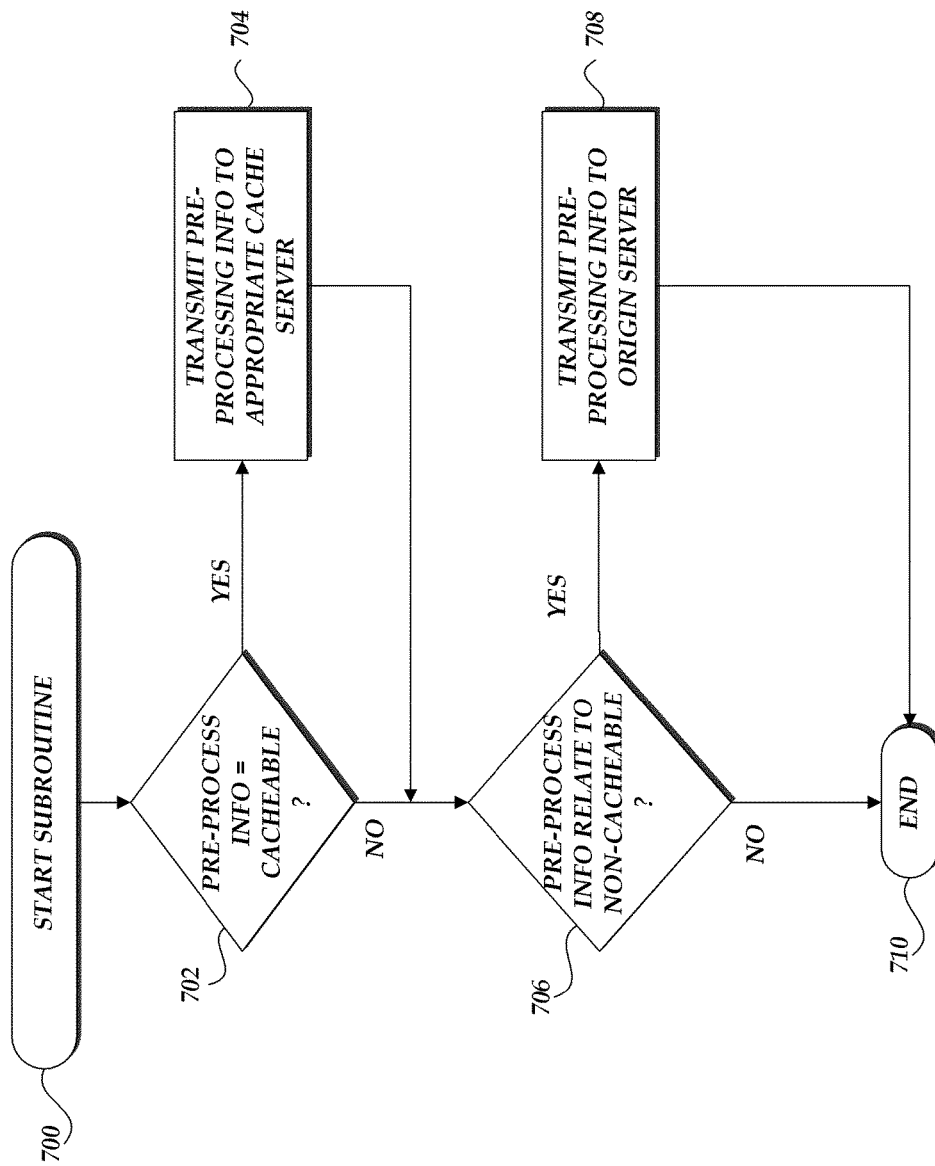 700
START SUBROUTINE
702
PRE-PROCESS
INFO =
CACHEABLE
?
YES
NO
704
TRANSMIT PRE-
PROCESSING INFO TO
APPROPRIATE CACHE
SERVER
706
PRE-PROCESS
INFO RELATE TO
NON-CACHEABLE
?
YES
NO
708
TRANSMIT PRE-
PROCESSING INFO TO
ORIGIN SERVER
710
END